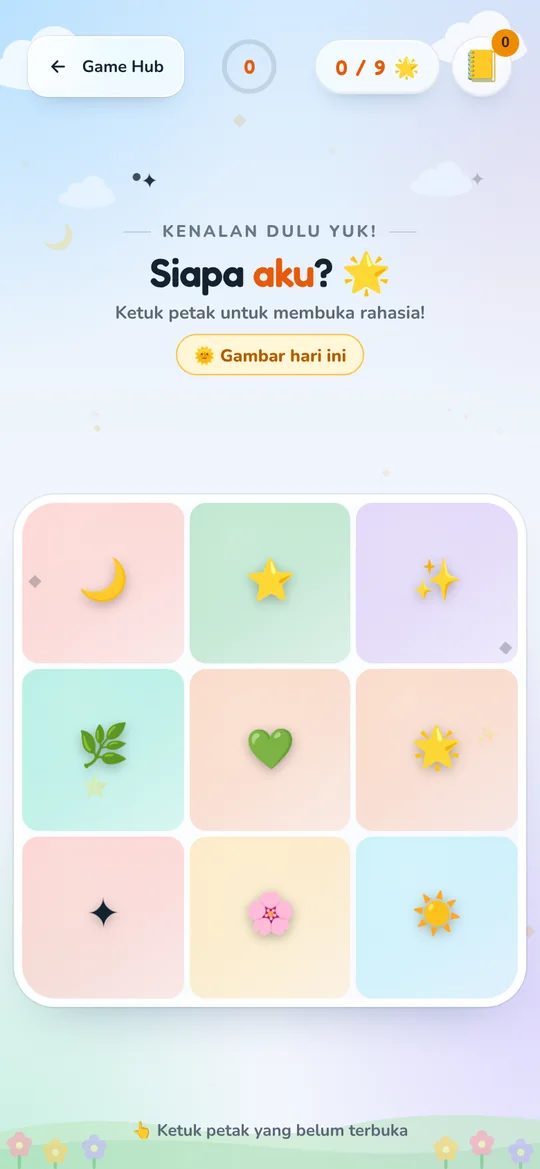 ← Game Hub
0
0 / 9 🌟
0
KENALAN DULU YUK!
Siapa aku? 🌟
Ketuk petak untuk membuka rahasia!
🌞 Gambar hari ini
👆 Ketuk petak yang belum terbuka